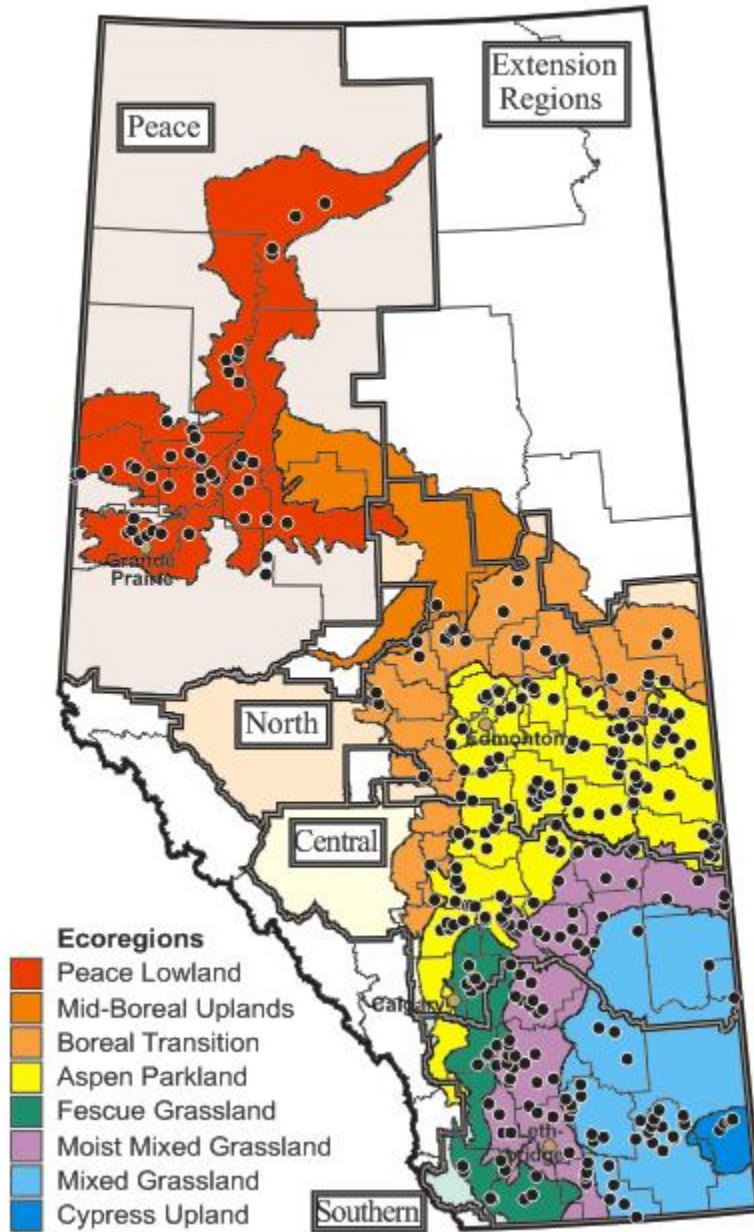 Peace
Extension
Regions
Grande
Prairie
North
Edmonton
Central
Calgary
Leth-
bridge
Southern
Ecoregions
Peace Lowland
Mid-Boreal Uplands
Boreal Transition
Aspen Parkland
Fescue Grassland
Moist Mixed Grassland
Mixed Grassland
Cypress Upland